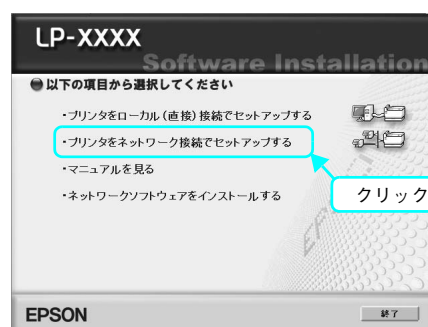 LP-XXXX
Software Installation
以下の項目から選択してください
・プリンタをローカル(直接)接続でセットアップする
・プリンタをネットワーク接続でセットアップする
・マニュアルを見る
・ネットワークソフトウェアをインストールする
クリック
EPSON
終了